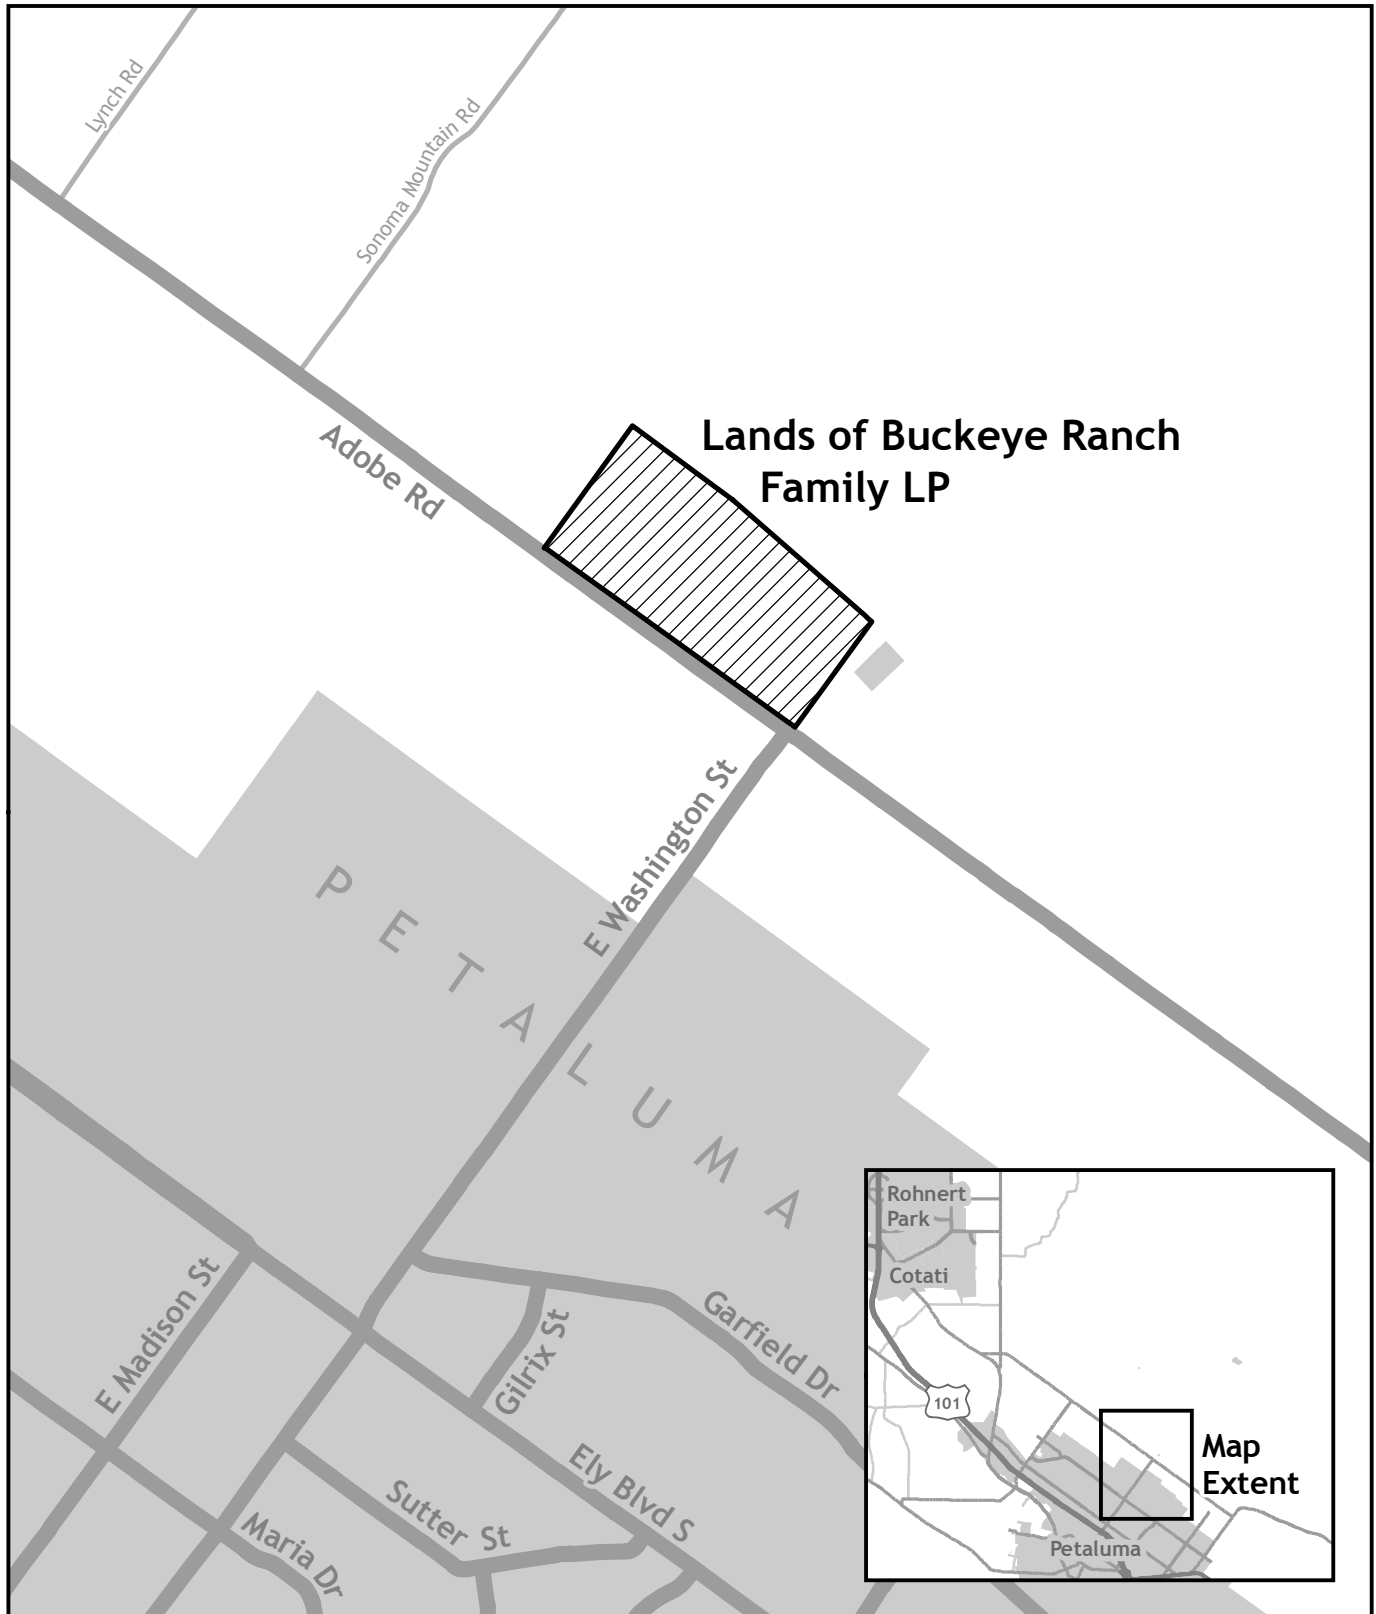 Lynch Rd
Sonoma Mountain Rd
Adobe Rd
Lands of Buckeye Ranch
Family LP
E Washington St
PETALUMA
E Madison St
Gilrix St
Garfield Dr
Ely Blvd S
Sutter St
Maria Dr
Rohnert
Park
Cotati
101
Map
Extent
Petaluma